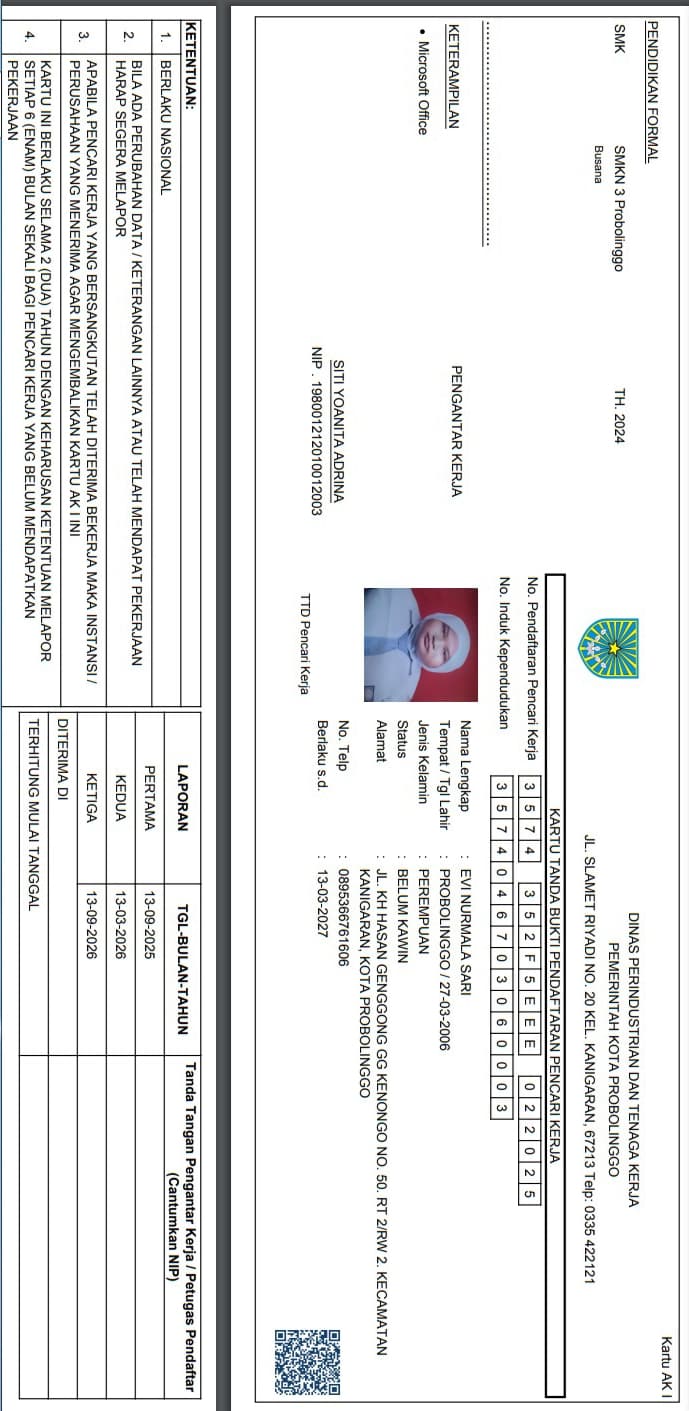 Kartu AK I
PENDIDIKAN FORMAL
SMK SMKN 3 Probolinggo TH. 2024
Busana
KETERAMPILAN
• Microsoft Office
PENGANTAR KERJA
SITI YOANITA ADRINA
NIP . 198001212010012003
DINAS PERINDUSTRIAN DAN TENAGA KERJA
PEMERINTAH KOTA PROBOLINGGO
JL. SLAMET RIYADI NO. 20 KEL. KANIGARAN, 67213 Telp: 0335 422121
KARTU TANDA BUKTI PENDAFTARAN PENCARI KERJA
No. Pendaftaran Pencari Kerja 3 5 7 4 3 5 2 F 5 E E E 0 2 2 0 2 5
No. Induk Kependudukan 3 5 7 4 0 4 6 7 0 3 0 6 0 0 0 3
Nama Lengkap : EVI NURMALA SARI
Tempat / Tgl Lahir : PROBOLINGGO / 27-03-2006
Jenis Kelamin : PEREMPUAN
Status : BELUM KAWIN
Alamat : JL. KH HASAN GENGGONG GG KENONGO NO. 50. RT 2/RW 2. KECAMATAN
KANIGARAN, KOTA PROBOLINGGO
No. Telp : 0895366761606
Berlaku s.d. : 13-03-2027
TTD Pencari Kerja
KETENTUAN:
1. BERLAKU NASIONAL
2. BILA ADA PERUBAHAN DATA / KETERANGAN LAINNYA ATAU TELAH MENDAPAT PEKERJAAN
HARAP SEGERA MELAPOR
3. APABILA PENCARI KERJA YANG BERSANGKUTAN TELAH DITERIMA BEKERJA MAKA INSTANSI /
PERUSAHAAN YANG MENERIMA AGAR MENGEMBALIKAN KARTU AK I INI
4. KARTU INI BERLAKU SELAMA 2 (DUA) TAHUN DENGAN KEHARUSAN KETENTUAN MELAPOR
SETIAP 6 (ENAM) BULAN SEKALI BAGI PENCARI KERJA YANG BELUM MENDAPATKAN
PEKERJAAN
LAPORAN TGL-BULAN-TAHUN Tanda Tangan Pengantar Kerja / Petugas Pendaftar
(Cantumkan NIP)
PERTAMA 13-09-2025
KEDUA 13-03-2026
KETIGA 13-09-2026
DITERIMA DI
TERHITUNG MULAI TANGGAL